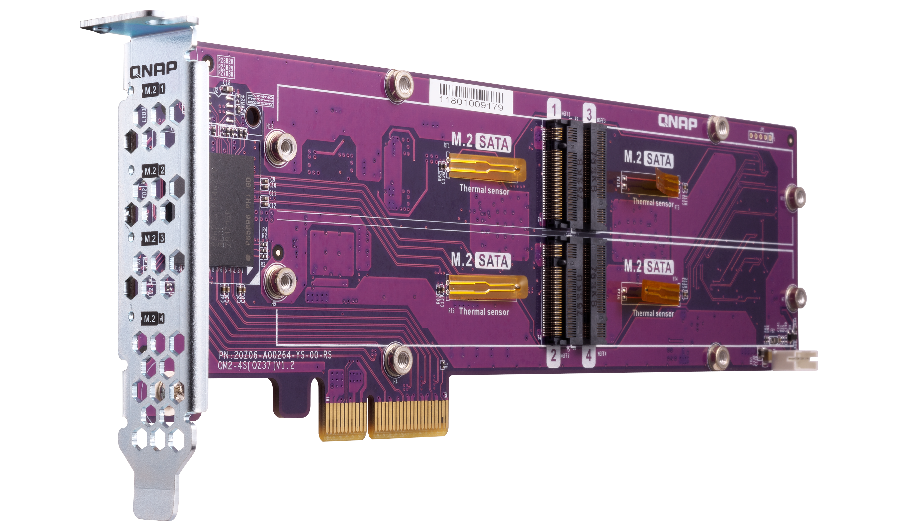 QNAP
M.2 1
M.2 2
M.2 3
M.2 4
11801009179
1 3
QNAP
M.2 SATA
Thermal sensor
M.2 SATA
Thermal sensor
M.2 SATA
Thermal sensor
M.2 SATA
Thermal sensor
2 4
PN:20Z06-A00264-YS-00-RS
QM2-4S(QZ37)V1.2